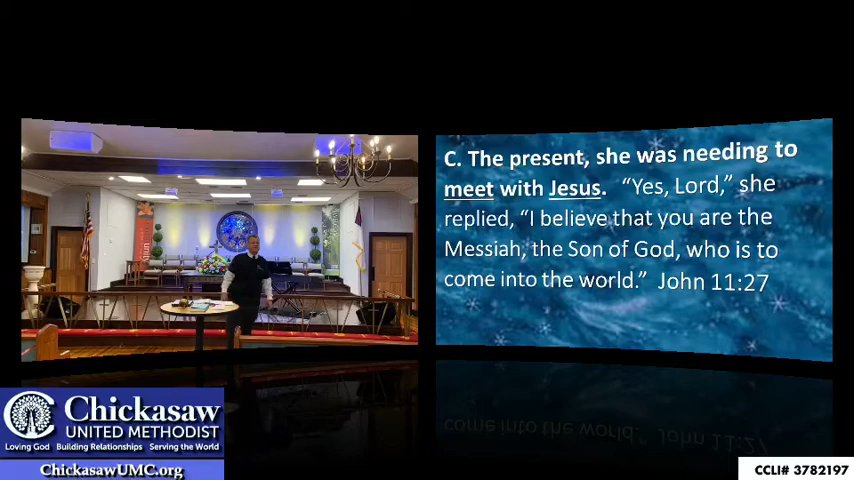 C. The present, she was needing to
meet with Jesus. “Yes, Lord,” she
replied, “I believe that you are the
Messiah, the Son of God, who is to
come into the world.” John 11:27
Chickasaw
UNITED METHODIST
Loving God Building Relationships Serving the World
ChickasawUMC.org
CCLI# 3782197